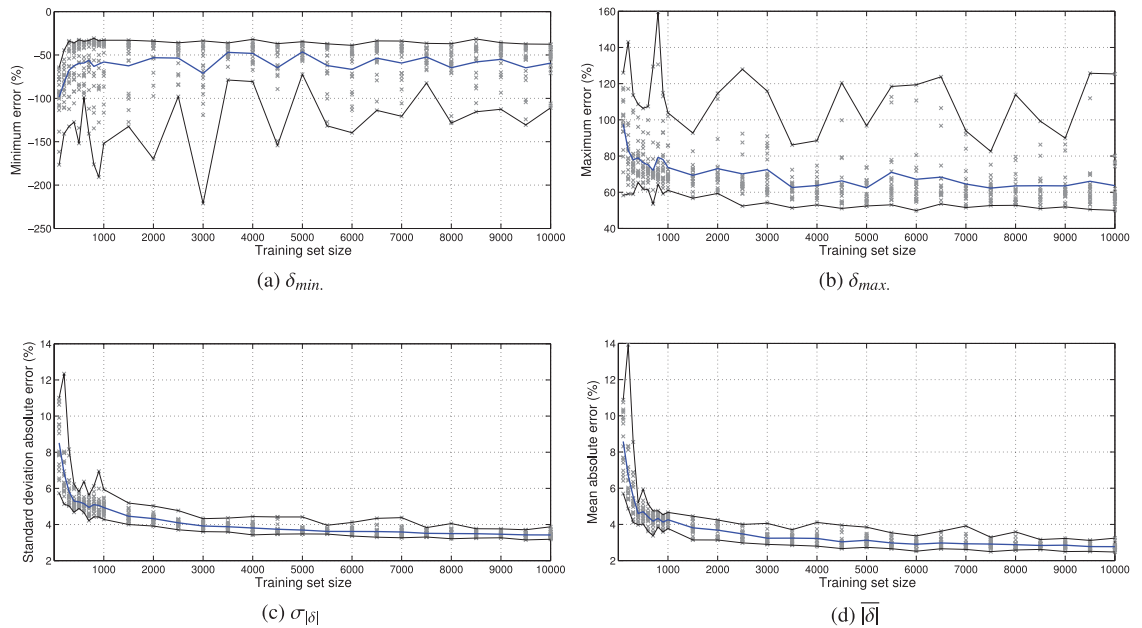 0
−50
−100
−150
−200
−250
Minimum error (%)
1000 2000 3000 4000 5000 6000 7000 8000 9000 10000
Training set size
(a) δmin.
160
140
120
100
80
60
40
Maximum error (%)
1000 2000 3000 4000 5000 6000 7000 8000 9000 10000
Training set size
(b) δmax.
14
12
10
8
6
4
2
Standard deviation absolute error (%)
1000 2000 3000 4000 5000 6000 7000 8000 9000 10000
Training set size
(c) σ|δ|
14
12
10
8
6
4
2
Mean absolute error (%)
1000 2000 3000 4000 5000 6000 7000 8000 9000 10000
Training set size
(d) |δ|